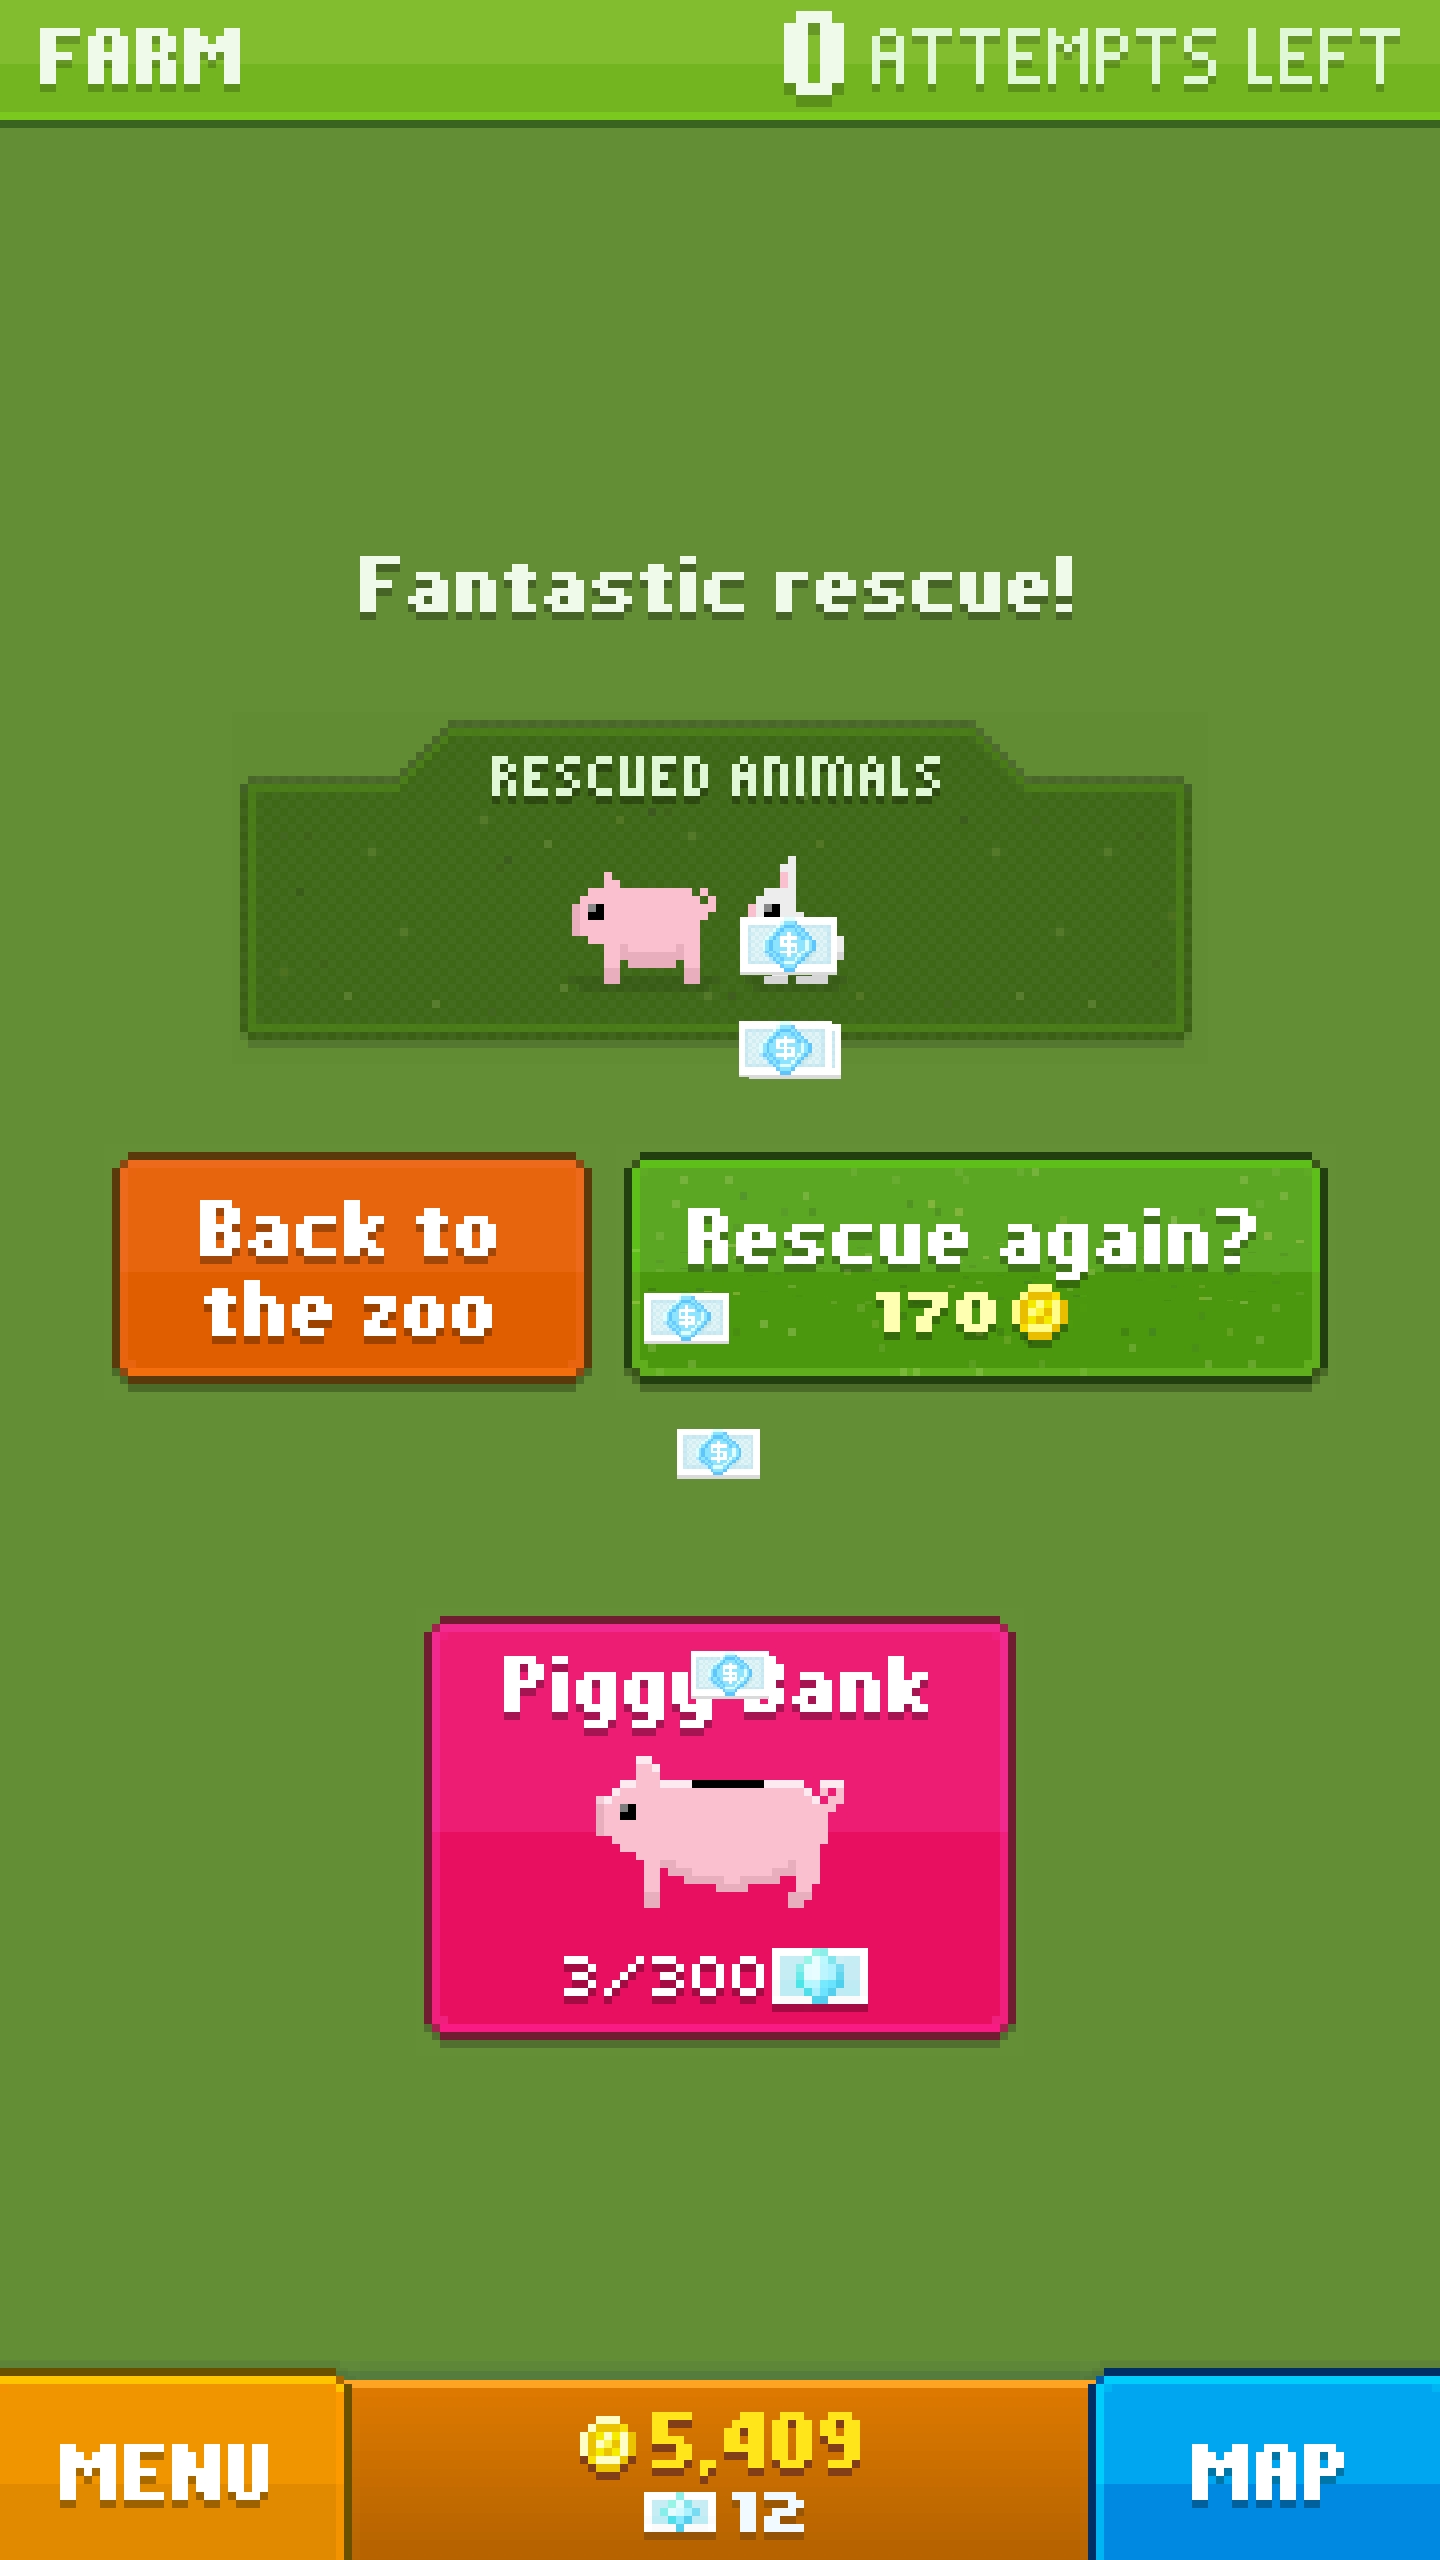 FARM
0 ATTEMPTS LEFT
Fantastic rescue!
RESCUED ANIMALS
Back to
the zoo
Rescue again?
170
Piggy Bank
3/300
MENU
5,409
12
MAP